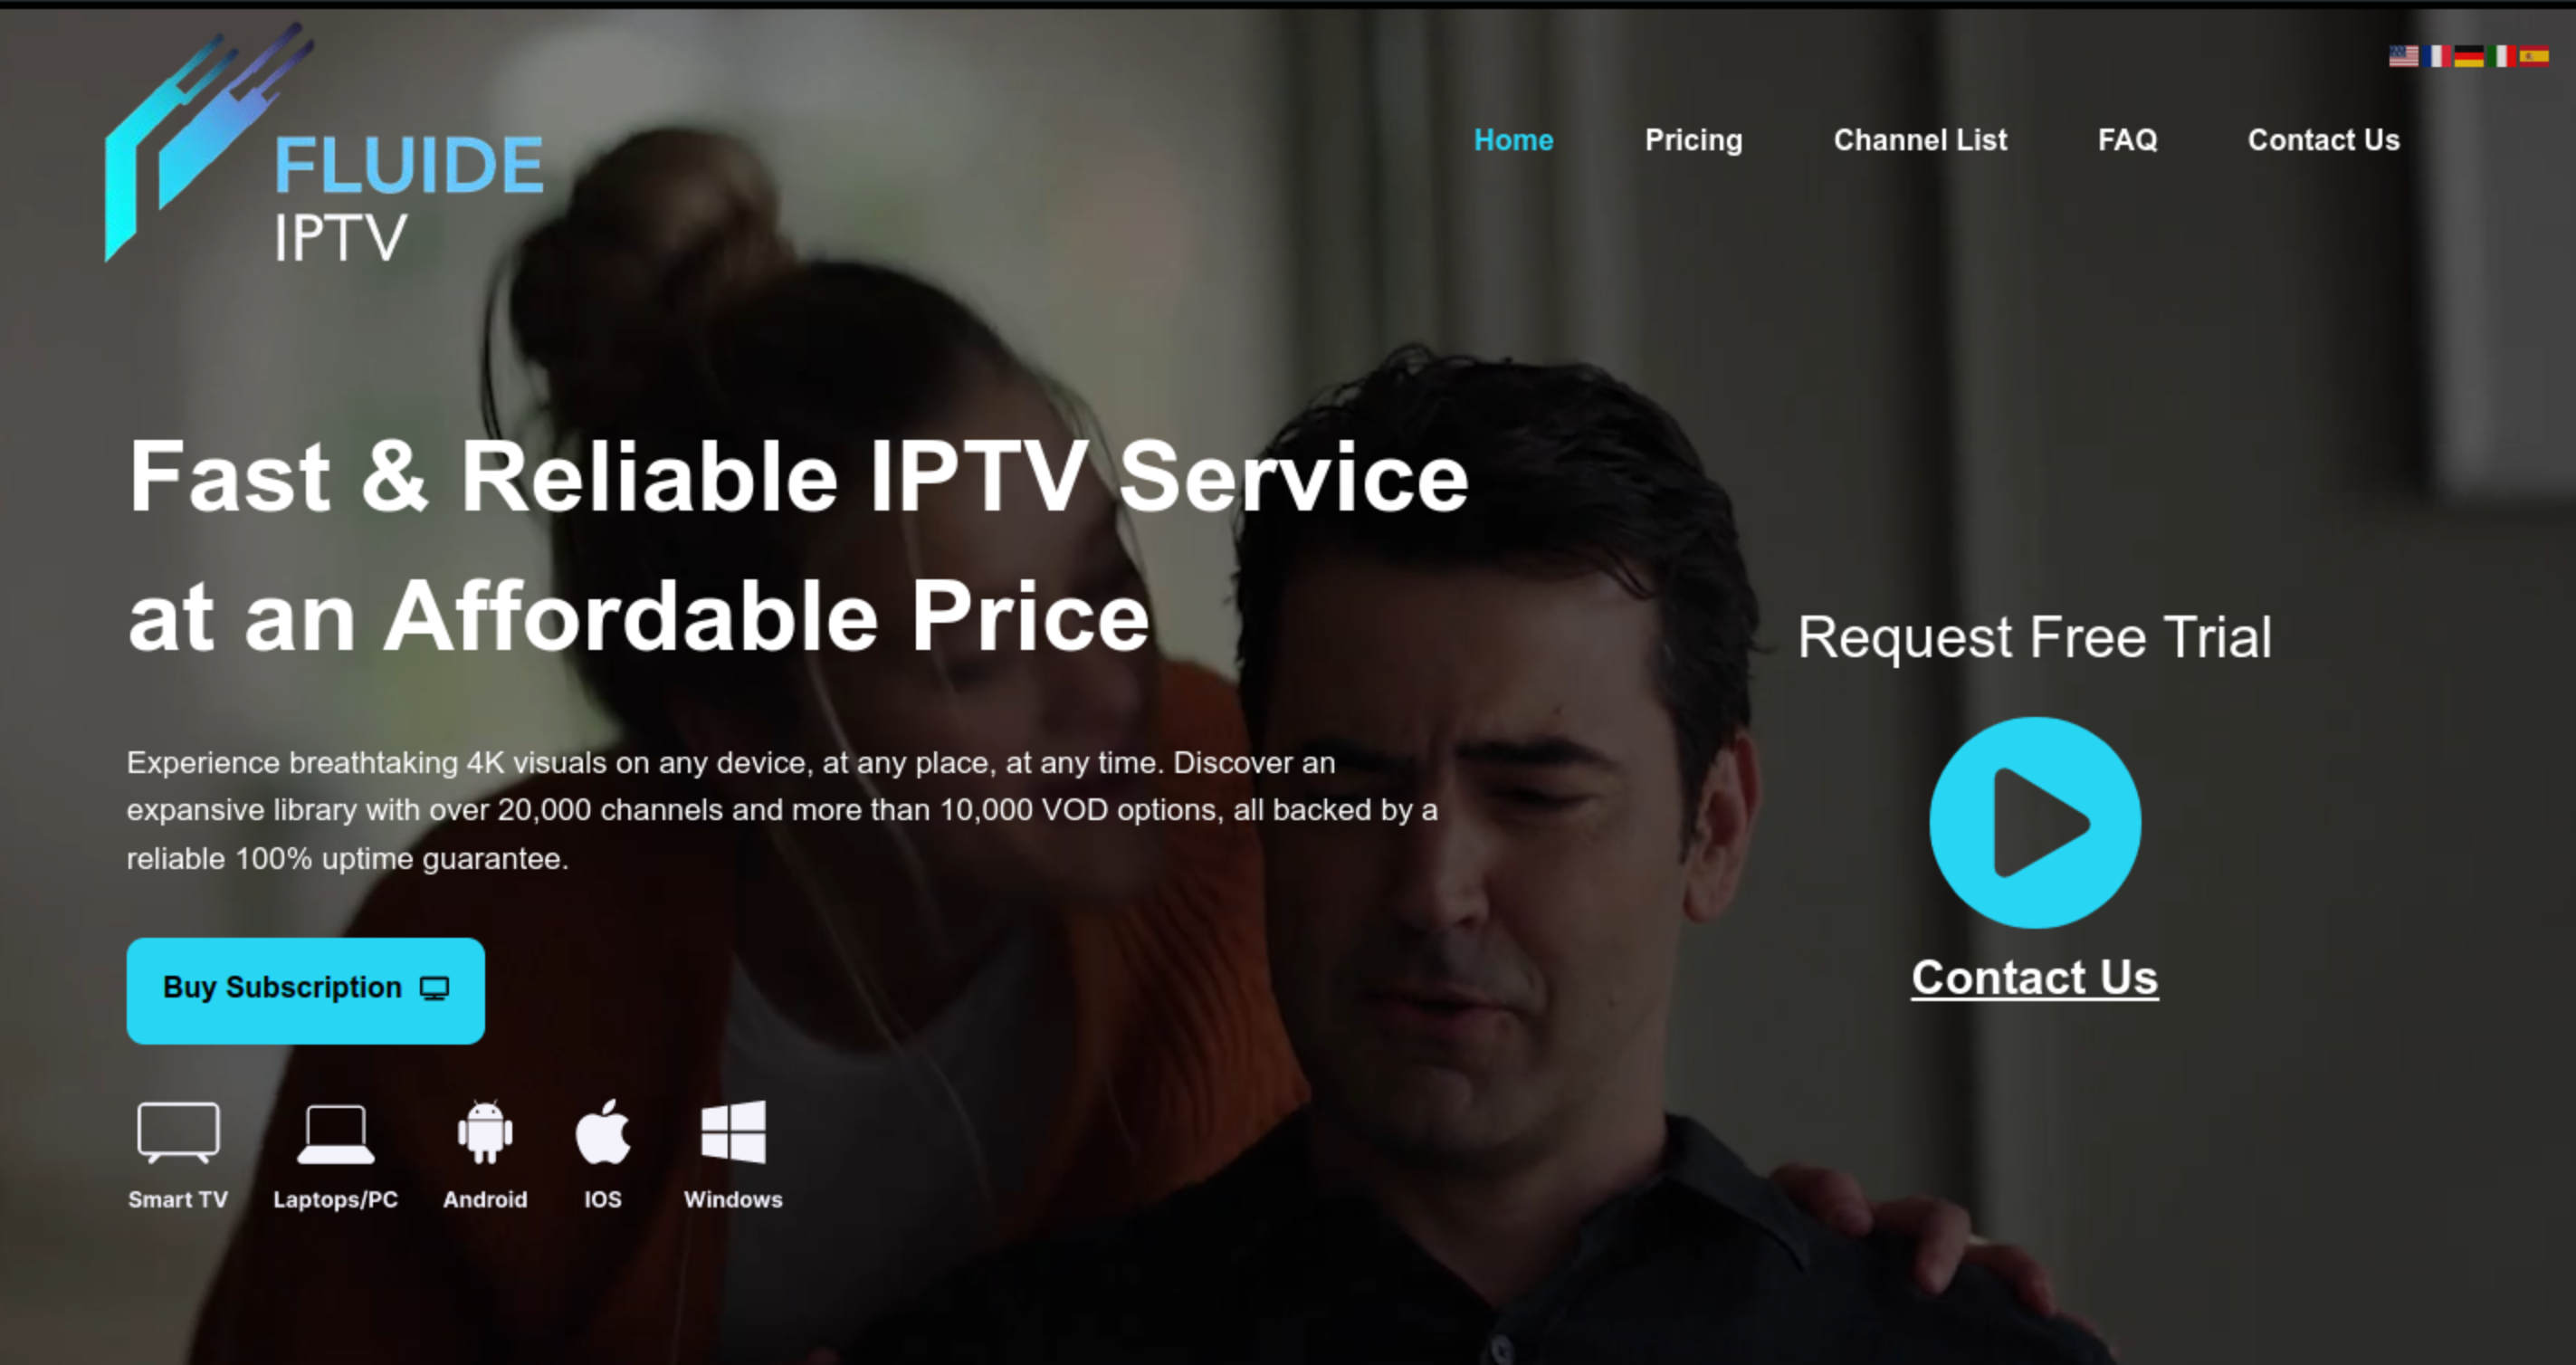 FLUIDE
IPTV
Home
Pricing
Channel List
FAQ
Contact Us
Fast & Reliable IPTV Service
at an Affordable Price
Experience breathtaking 4K visuals on any device, at any place, at any time. Discover an
expansive library with over 20,000 channels and more than 10,000 VOD options, all backed by a
reliable 100% uptime guarantee.
Buy Subscription
Smart TV
Laptops/PC
Android
IOS
Windows
Request Free Trial
Contact Us